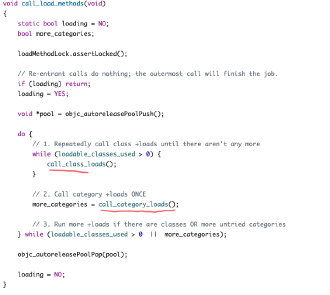 void call_load_methods(void)
{
static bool loading = NO;
bool more_categories;
loadMethodLock.assertLocked();
// Re-entrant calls do nothing; the outermost call will finish the job.
if (loading) return;
loading = YES;
void *pool = objc_autoreleasePoolPush();
do {
// 1. Repeatedly call class +loads until there aren't any more
while (loadable_classes_used > 0) {
call_class_loads();
}
// 2. Call category +loads ONCE
more_categories = call_category_loads();
// 3. Run more +loads if there are classes OR more untried categories
} while (loadable_classes_used > 0 || more_categories);
objc_autoreleasePoolPop(pool);
loading = NO;
}